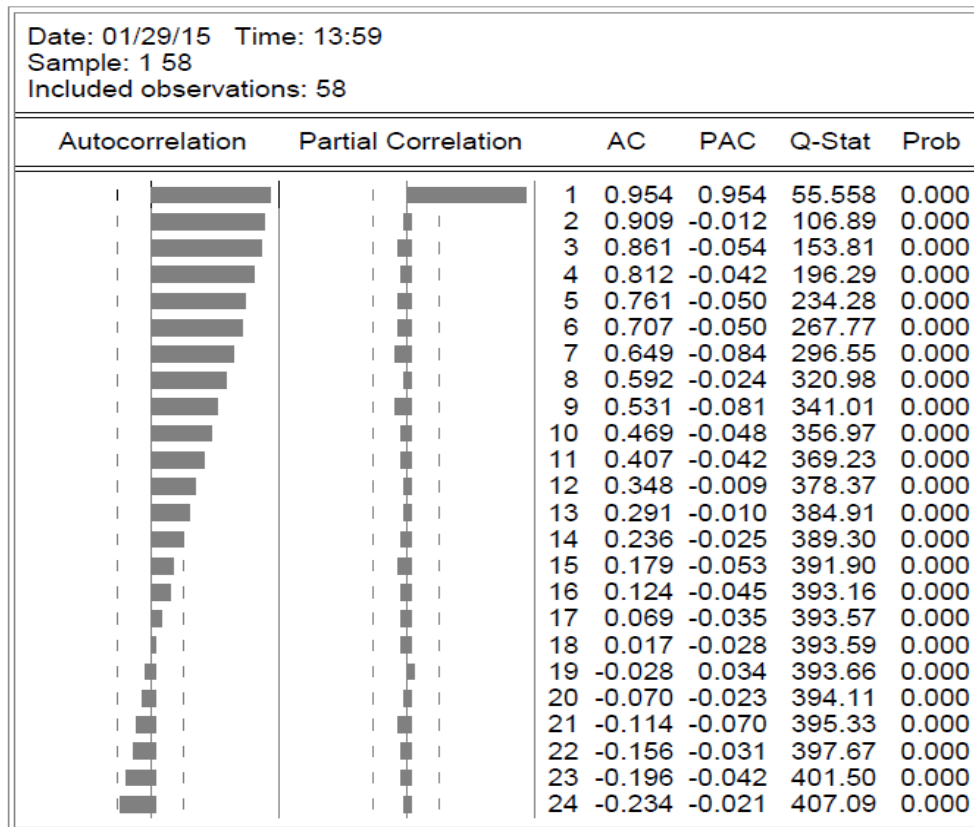 Date: 01/29/15 Time: 13:59
Sample: 1 58
Included observations: 58
Autocorrelation Partial Correlation AC PAC Q-Stat Prob
1 0.954 0.954 55.558 0.000
2 0.909 -0.012 106.89 0.000
3 0.861 -0.054 153.81 0.000
4 0.812 -0.042 196.29 0.000
5 0.761 -0.050 234.28 0.000
6 0.707 -0.050 267.77 0.000
7 0.649 -0.084 296.55 0.000
8 0.592 -0.024 320.98 0.000
9 0.531 -0.081 341.01 0.000
10 0.469 -0.048 356.97 0.000
11 0.407 -0.042 369.23 0.000
12 0.348 -0.009 378.37 0.000
13 0.291 -0.010 384.91 0.000
14 0.236 -0.025 389.30 0.000
15 0.179 -0.053 391.90 0.000
16 0.124 -0.045 393.16 0.000
17 0.069 -0.035 393.57 0.000
18 0.017 -0.028 393.59 0.000
19 -0.028 0.034 393.66 0.000
20 -0.070 -0.023 394.11 0.000
21 -0.114 -0.070 395.33 0.000
22 -0.156 -0.031 397.67 0.000
23 -0.196 -0.042 401.50 0.000
24 -0.234 -0.021 407.09 0.000